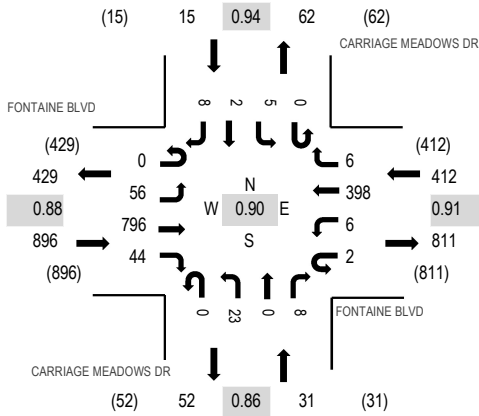 (15) 15 0.94 62 (62)
CARRIAGE MEADOWS DR
FONTAINE BLVD
8 2 5 0
(429) (412)
0 6
429 412
56 N 398
0.88 W 0.90 E 0.91
796 6
896 S 811
44 2
(896) (811)
0 23 0 8
FONTAINE BLVD
CARRIAGE MEADOWS DR
(52) 52 0.86 31 (31)